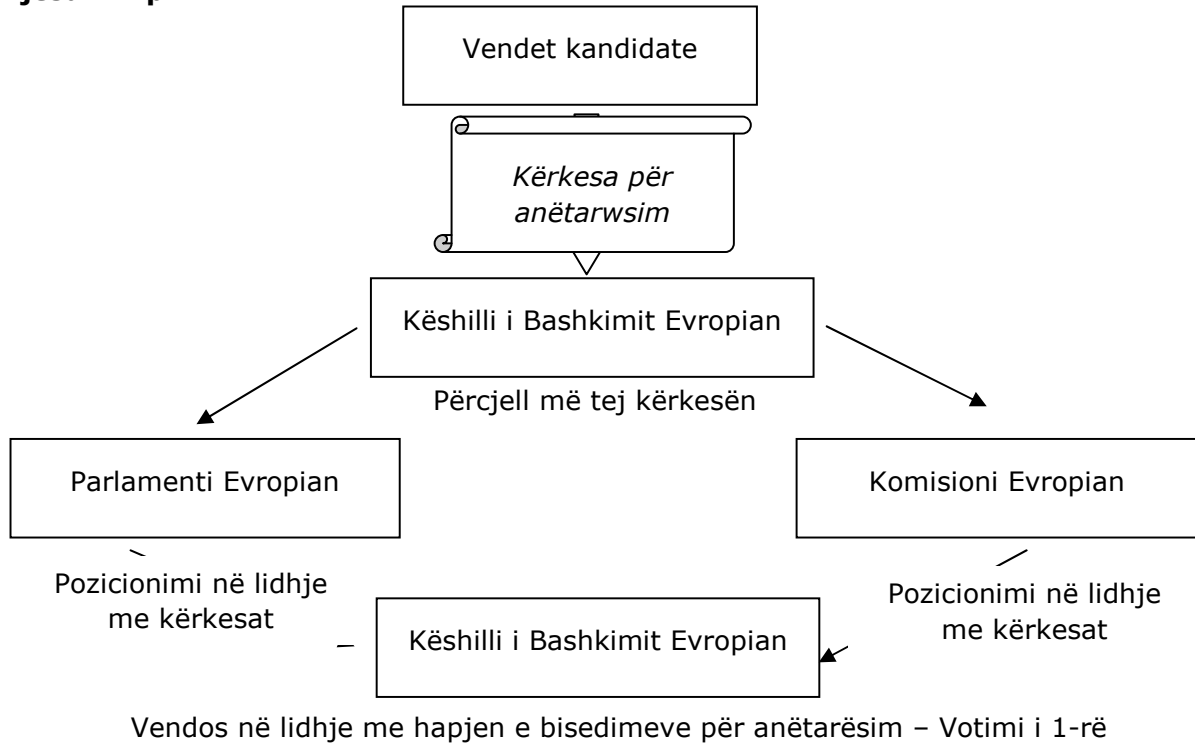 Vendet kandidate
Kërkesa për
anëtarwsim
Këshilli i Bashkimit Evropian
Përcjell më tej kërkesën
Parlamenti Evropian
Komisioni Evropian
Pozicionimi në lidhje
me kërkesat
Pozicionimi në lidhje
me kërkesat
Këshilli i Bashkimit Evropian
Vendos në lidhje me hapjen e bisedimeve për anëtarësim – Votimi i 1-rë